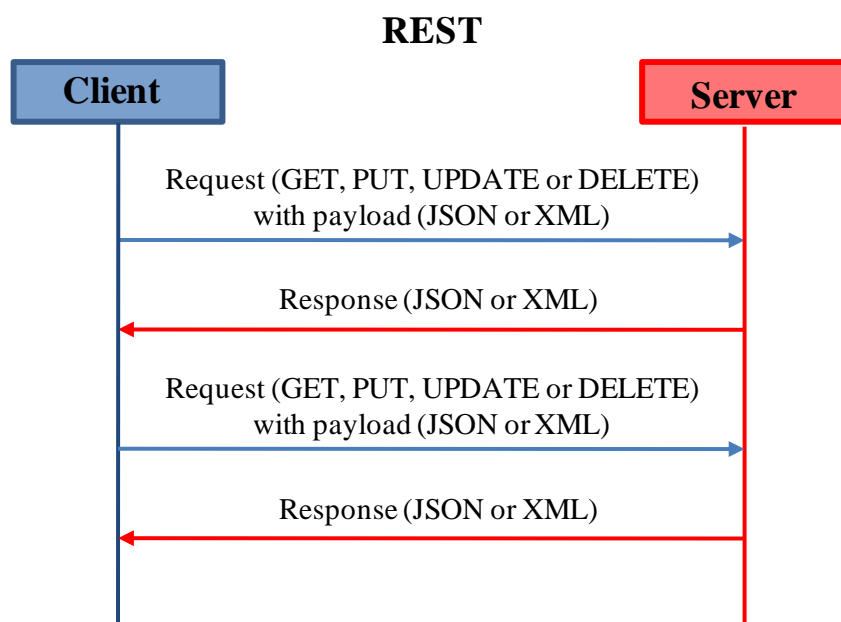 REST
Client
Server
Request (GET, PUT, UPDATE or DELETE)
with payload (JSON or XML)
Response (JSON or XML)
Request (GET, PUT, UPDATE or DELETE)
with payload (JSON or XML)
Response (JSON or XML)